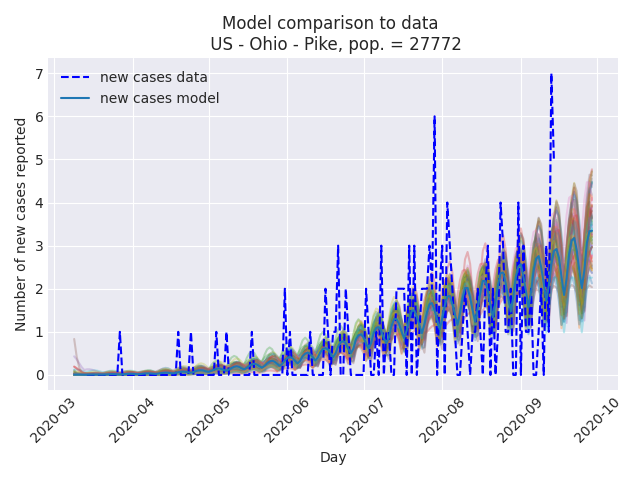 Model comparison to data
US - Ohio - Pike, pop. = 27772
new cases data
new cases model
Number of new cases reported
7
6
5
4
3
2
1
0
2020-03
2020-04
2020-05
2020-06
2020-07
2020-08
2020-09
2020-10
Day